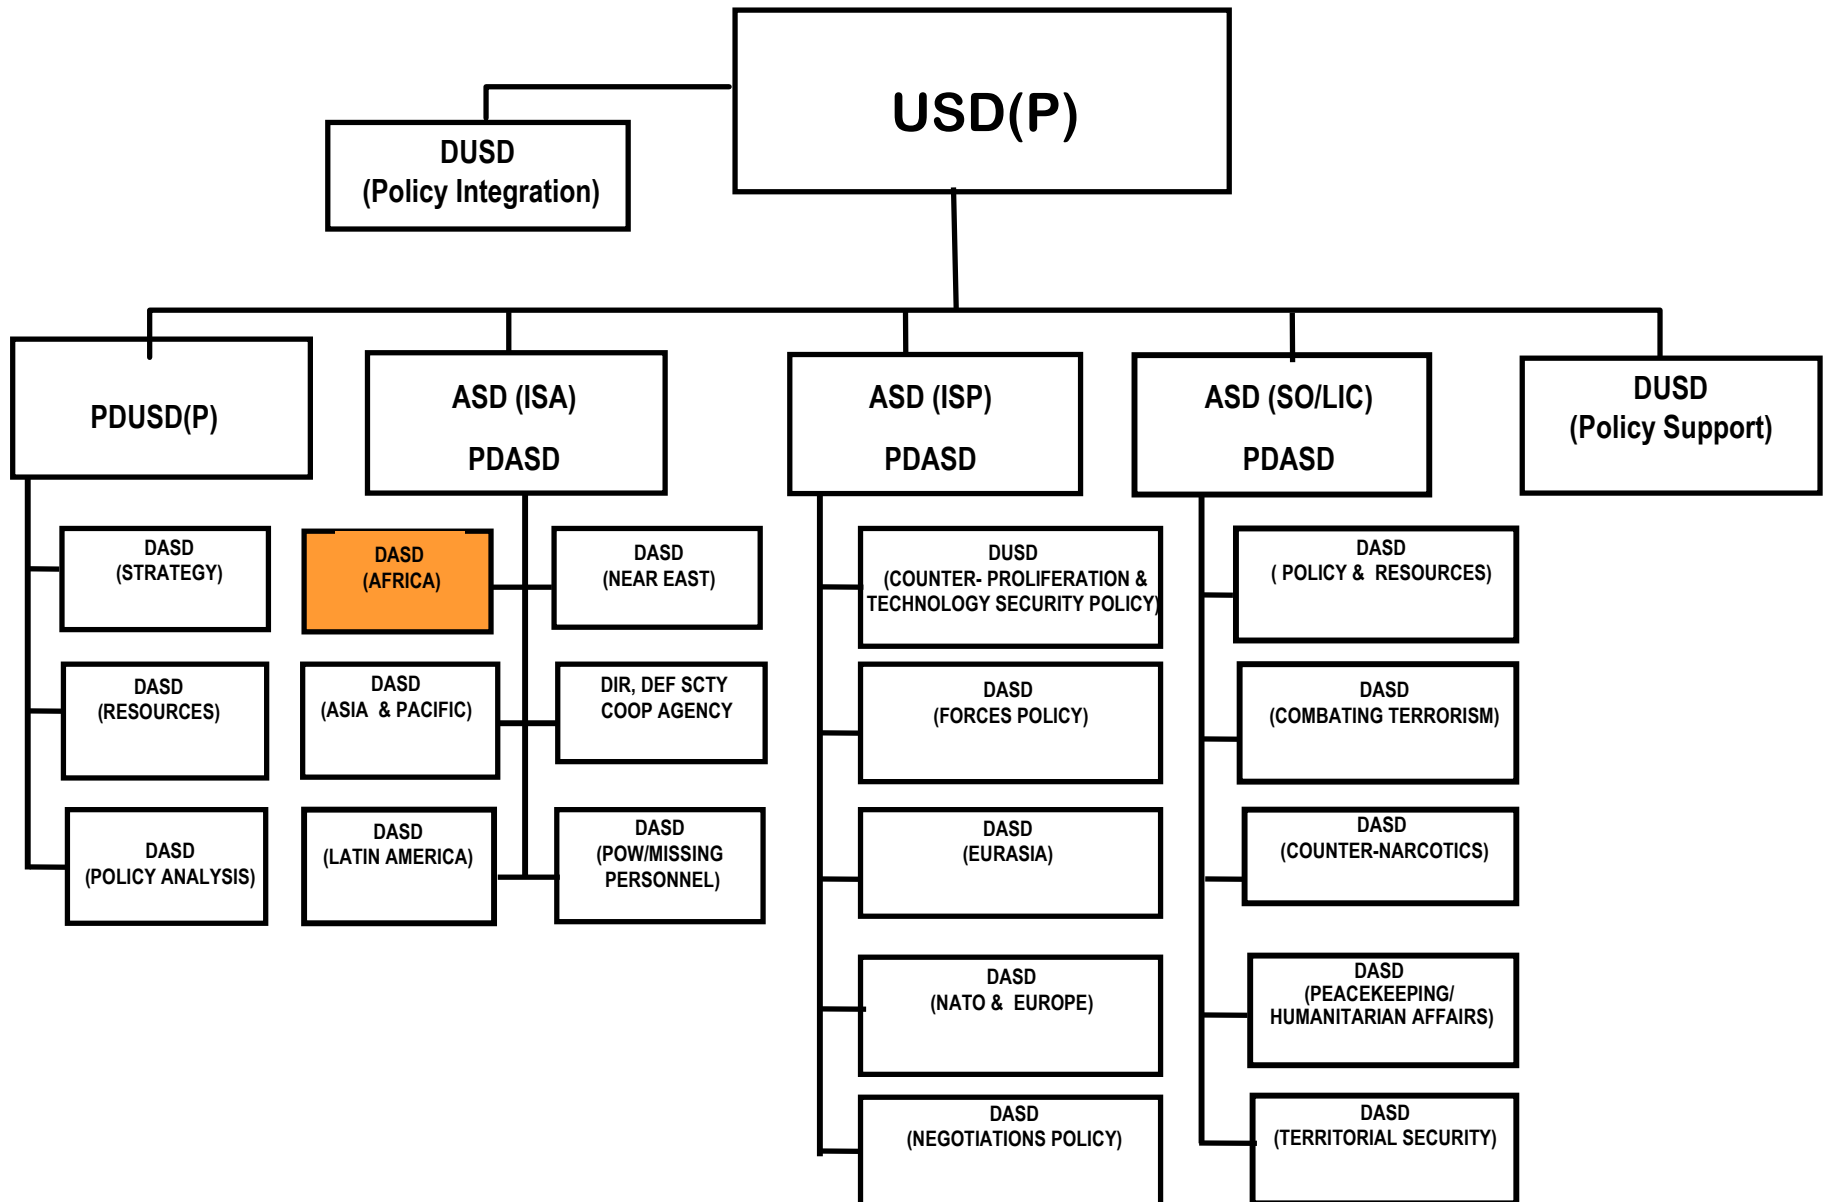 USD(P)
DUSD
(Policy Integration)
PDUSD(P)
ASD (ISA)
PDASD
ASD (ISP)
PDASD
ASD (SO/LIC)
PDASD
DUSD
(Policy Support)
DASD
(STRATEGY)
DASD
(RESOURCES)
DASD
(POLICY ANALYSIS)
DASD
(AFRICA)
DASD
(NEAR EAST)
DASD
(ASIA & PACIFIC)
DIR, DEF SCTY
COOP AGENCY
DASD
(LATIN AMERICA)
DASD
(POW/MISSING
PERSONNEL)
DUSD
(COUNTER- PROLIFERATION &
TECHNOLOGY SECURITY POLICY)
DASD
(FORCES POLICY)
DASD
(EURASIA)
DASD
(NATO & EUROPE)
DASD
(NEGOTIATIONS POLICY)
DASD
( POLICY & RESOURCES)
DASD
(COMBATING TERRORISM)
DASD
(COUNTER-NARCOTICS)
DASD
(PEACEKEEPING/
HUMANITARIAN AFFAIRS)
DASD
(TERRITORIAL SECURITY)